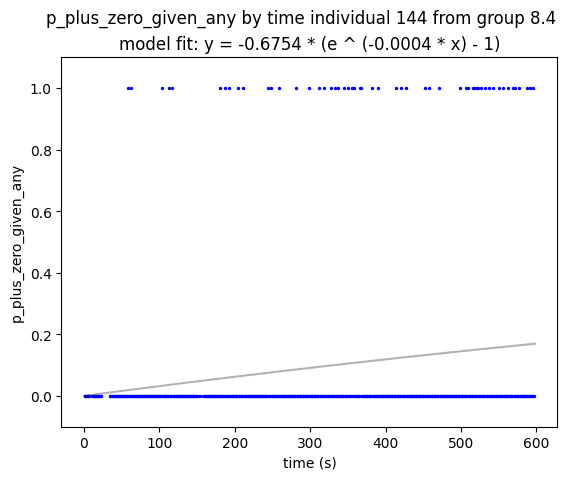 p_plus_zero_given_any by time individual 144 from group 8.4
model fit: y = -0.6754 * (e ^ (-0.0004 * x) - 1)
1.0
0.8
0.6
0.4
0.2
0.0
p_plus_zero_given_any
0 100 200 300 400 500 600
time (s)